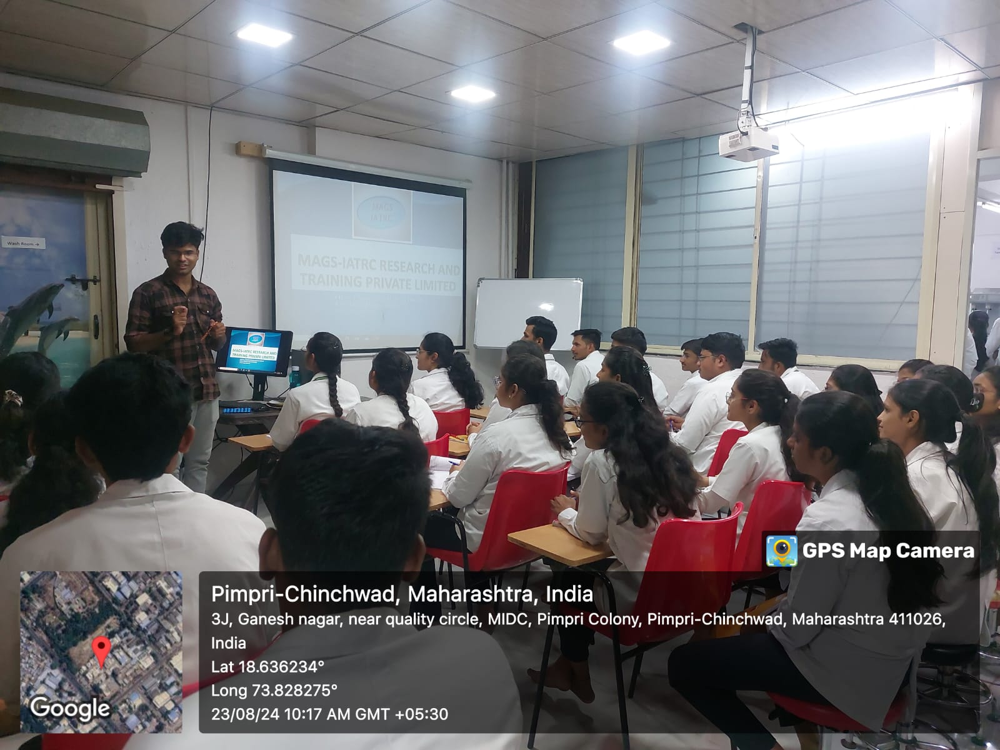 Wash Room →
MAGS
IATRC
MAGS-IATRC RESEARCH AND
TRAINING PRIVATE LIMITED
MAGS-IATRC RESEARCH AND
TRAINING PRIVATE LIMITED
GPS Map Camera
Pimpri-Chinchwad, Maharashtra, India
3J, Ganesh nagar, near quality circle, MIDC, Pimpri Colony, Pimpri-Chinchwad, Maharashtra 411026,
India
Lat 18.636234°
Long 73.828275°
23/08/24 10:17 AM GMT +05:30
Google